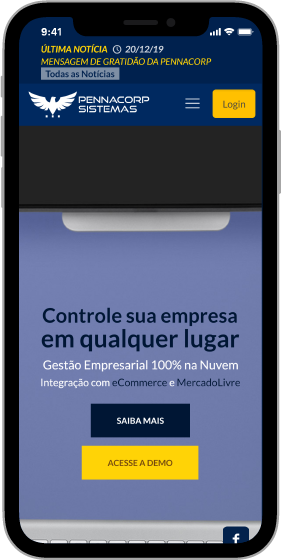 9:41
ÚLTIMA NOTÍCIA 20/12/19
MENSAGEM DE GRATIDÃO DA PENNACORP
Todas as Notícias
PENNACORP
SISTEMAS
Login
Controle sua empresa
em qualquer lugar
Gestão Empresarial 100% na Nuvem
Integração com eCommerce e MercadoLivre
SAIBA MAIS
ACESSE A DEMO